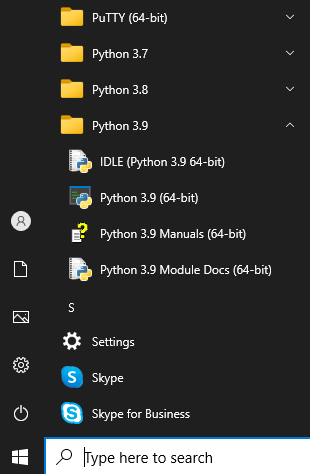 PuTTY (64-bit)
Python 3.7
Python 3.8
Python 3.9
IDLE (Python 3.9 64-bit)
Python 3.9 (64-bit)
Python 3.9 Manuals (64-bit)
Python 3.9 Module Docs (64-bit)
S
Settings
Skype
Skype for Business
Type here to search